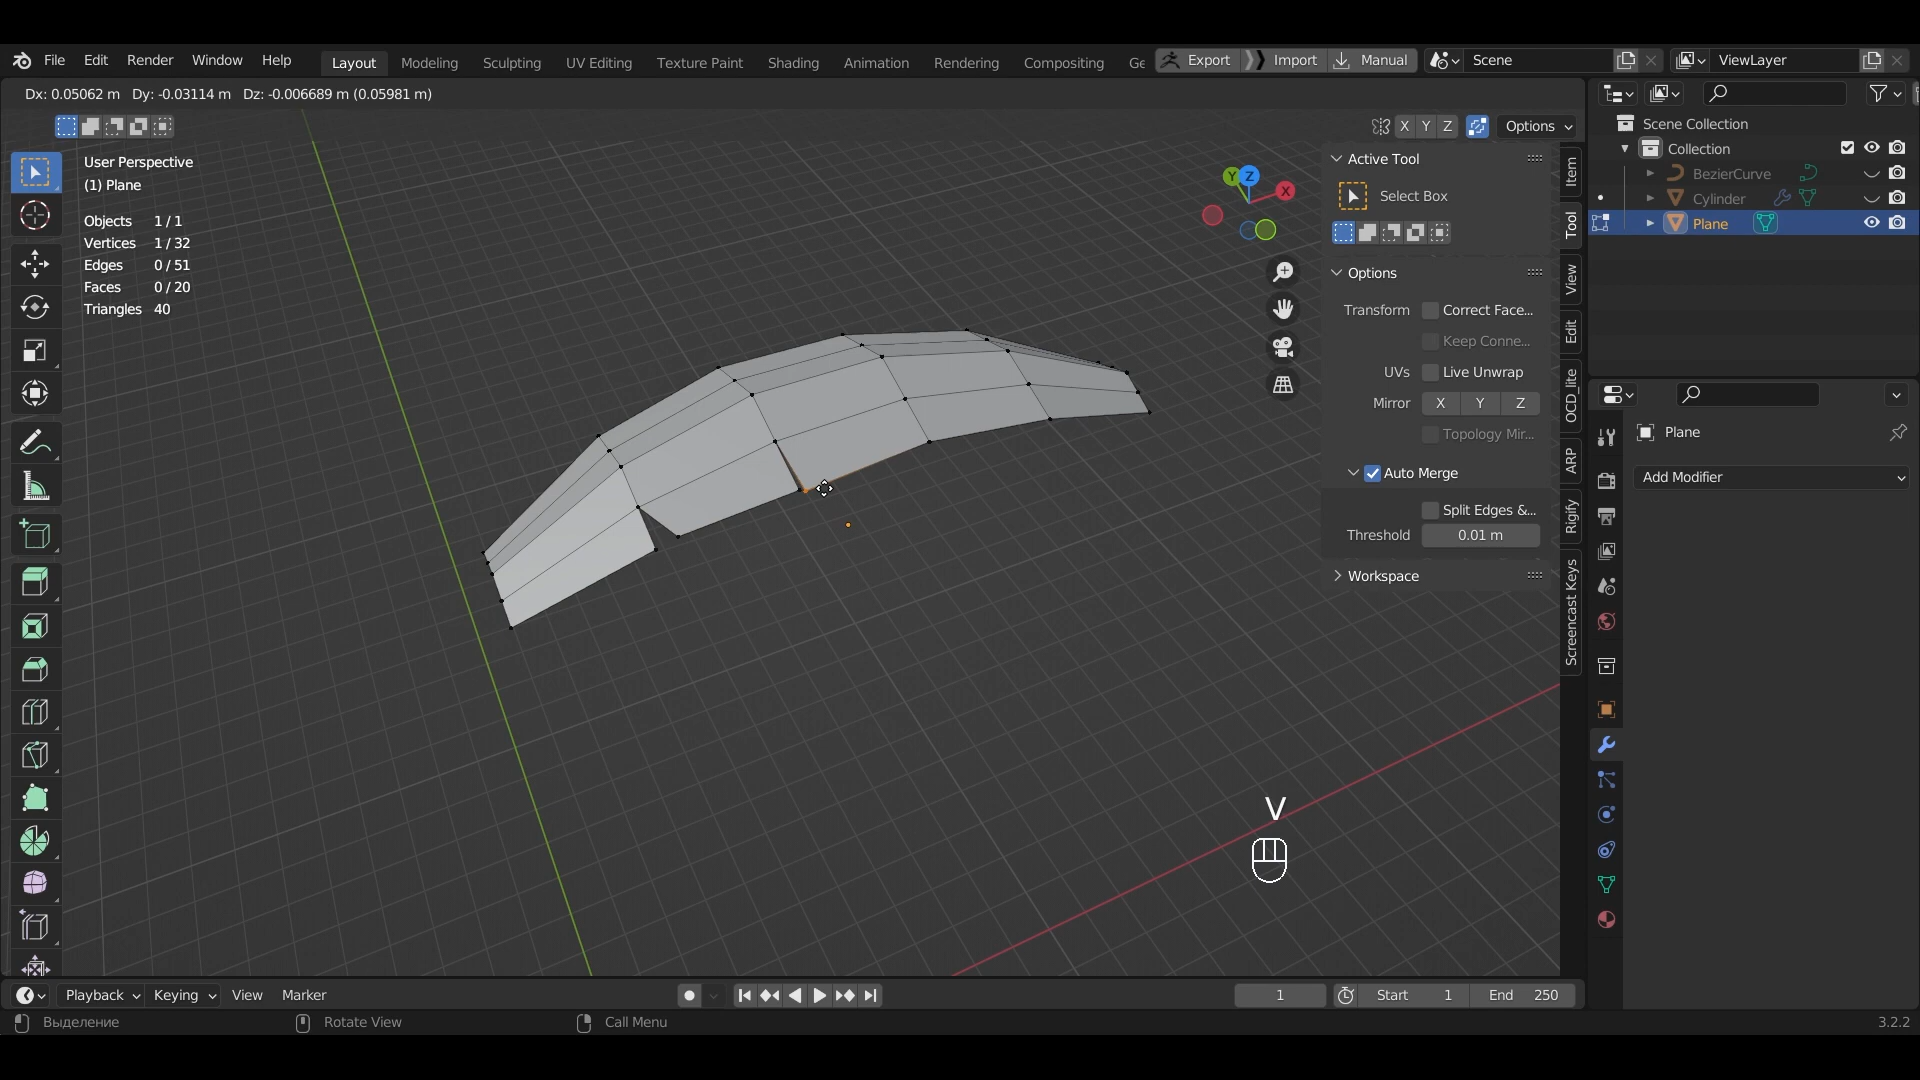 File Edit Render Window Help Layout Modeling Sculpting UV Editing Texture Paint Shading Animation Rendering Compositing Ge Export Import Manual Scene ViewLayer
Dx: 0.05062 m Dy: -0.03114 m Dz: -0.006689 m (0.05981 m)
X Y Z Options
User Perspective
(1) Plane
Objects 1 / 1
Vertices 1 / 32
Edges 0 / 51
Faces 0 / 20
Triangles 40
Y Z X
Active Tool
Select Box
Options
Transform Correct Face...
Keep Conne...
UVs Live Unwrap
Mirror X Y Z
Topology Mir...
Auto Merge
Split Edges &...
Threshold 0.01 m
Workspace
Item
Tool
View
Edit
OCD_lite
ARP
Rigify
Screencast Keys
Scene Collection
Collection
BezierCurve
Cylinder
Plane
Plane
Add Modifier
V
Playback Keying View Marker 1 Start 1 End 250
Выделение Rotate View Call Menu 3.2.2